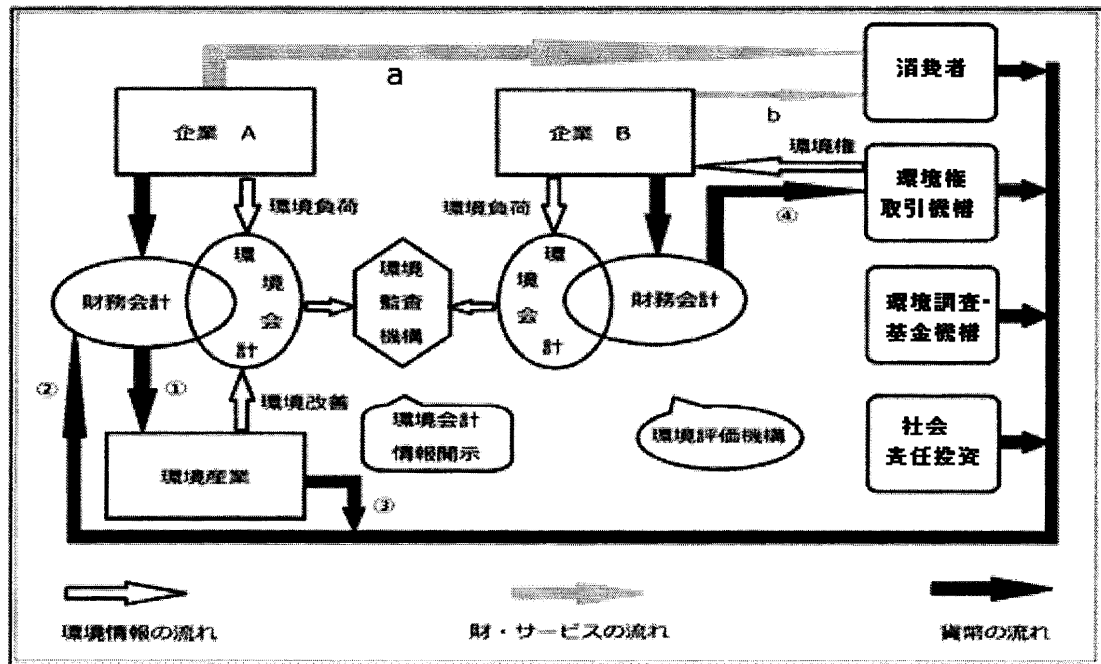 a
消費者
企業 A
企業 B
b
環境権
環境権
取引機構
環境負荷
環境負荷
④
財務会計
環境会計
環境
監査
機構
環境会計
財務会計
環境調査・
基金機構
②
①
環境改善
環境会計
情報開示
環境評価機構
社会
責任投資
環境産業
③
環境情報の流れ
財・サービスの流れ
貨幣の流れ